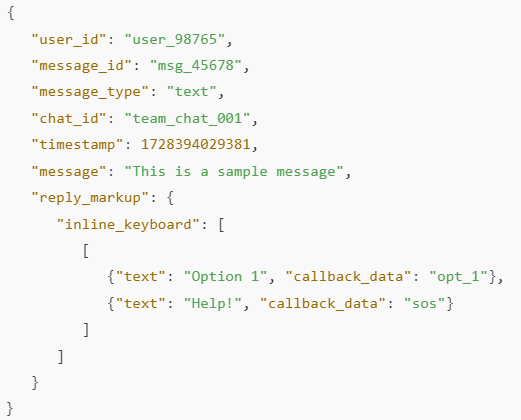 {
   "user_id": "user_98765",
   "message_id": "msg_45678",
   "message_type": "text",
   "chat_id": "team_chat_001",
   "timestamp": 1728394029381,
   "message": "This is a sample message",
   "reply_markup": {
      "inline_keyboard": [
         [
            {"text": "Option 1", "callback_data": "opt_1"},
            {"text": "Help!", "callback_data": "sos"}
         ]
      ]
   }
}